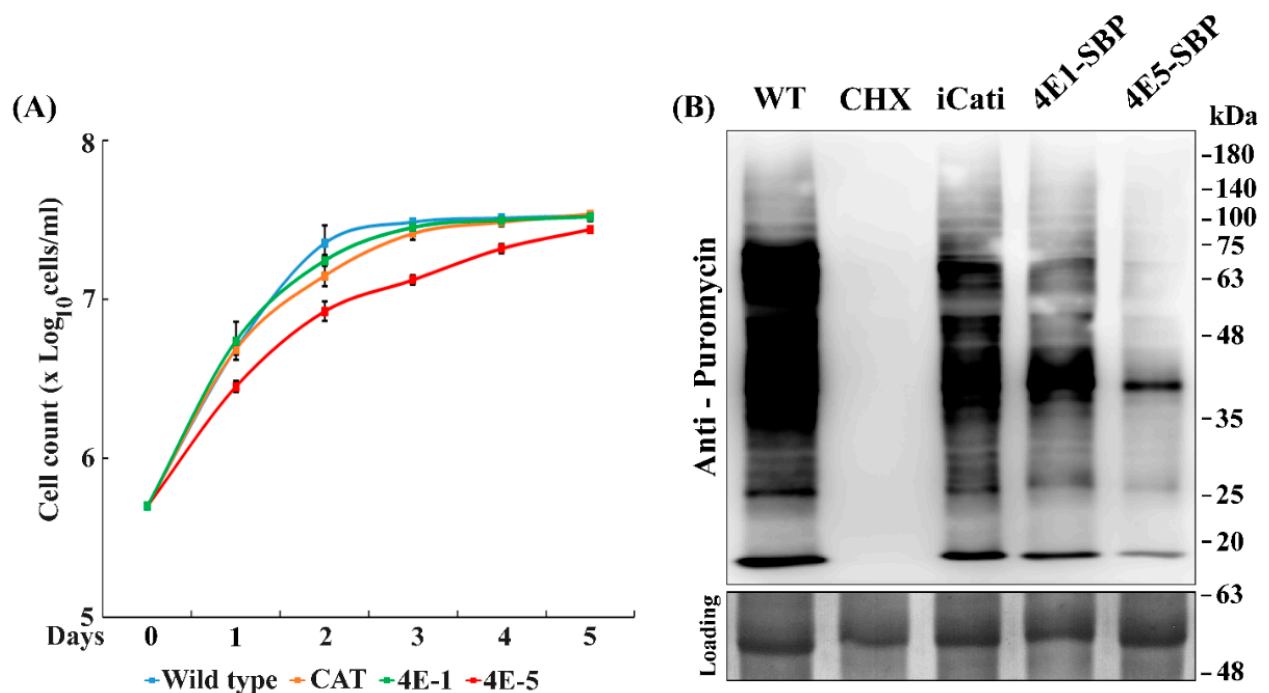 (A)
8
7
6
5
Cell count (x Log10 cells/ml)
Days 0 1 2 3 4 5
Wild type CAT 4E-1 4E-5
(B)
WT CHX iCati 4E1-SBP 4E5-SBP
kDa
-180
-140
-100
-75
-63
-48
-35
-25
-20
Anti - Puromycin
Loading
-63
-48